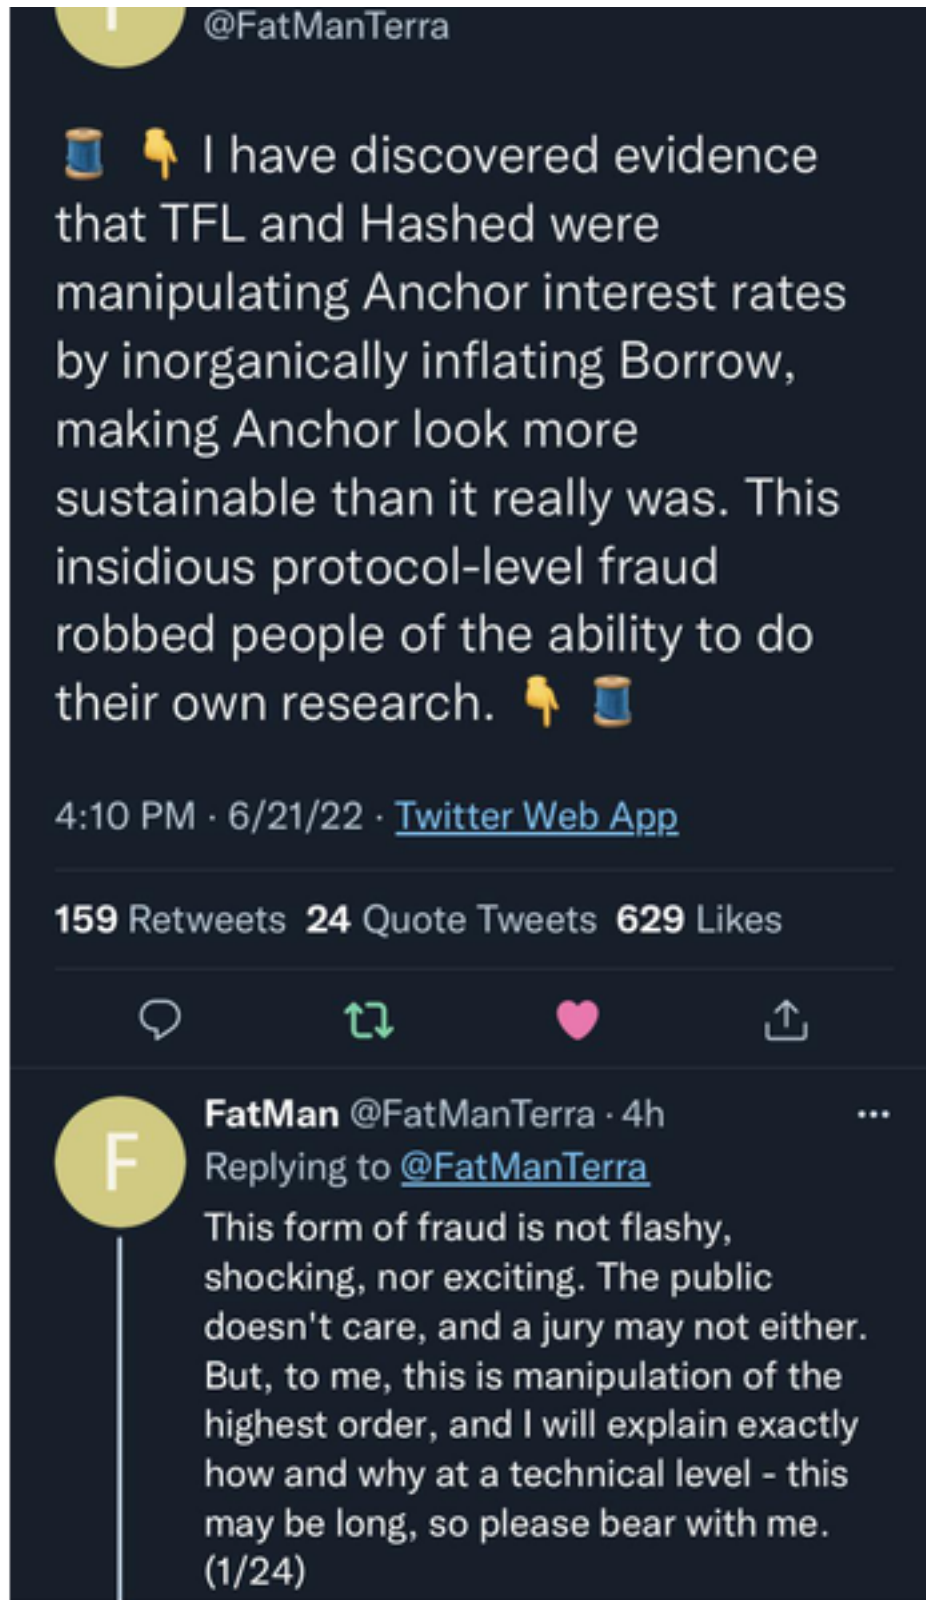 @FatManTerra
🧵 👇 I have discovered evidence
that TFL and Hashed were
manipulating Anchor interest rates
by inorganically inflating Borrow,
making Anchor look more
sustainable than it really was. This
insidious protocol-level fraud
robbed people of the ability to do
their own research. 👇 🧵
4:10 PM · 6/21/22 · Twitter Web App
159 Retweets 24 Quote Tweets 629 Likes
F
FatMan @FatManTerra · 4h
Replying to @FatManTerra
This form of fraud is not flashy,
shocking, nor exciting. The public
doesn't care, and a jury may not either.
But, to me, this is manipulation of the
highest order, and I will explain exactly
how and why at a technical level - this
may be long, so please bear with me.
(1/24)